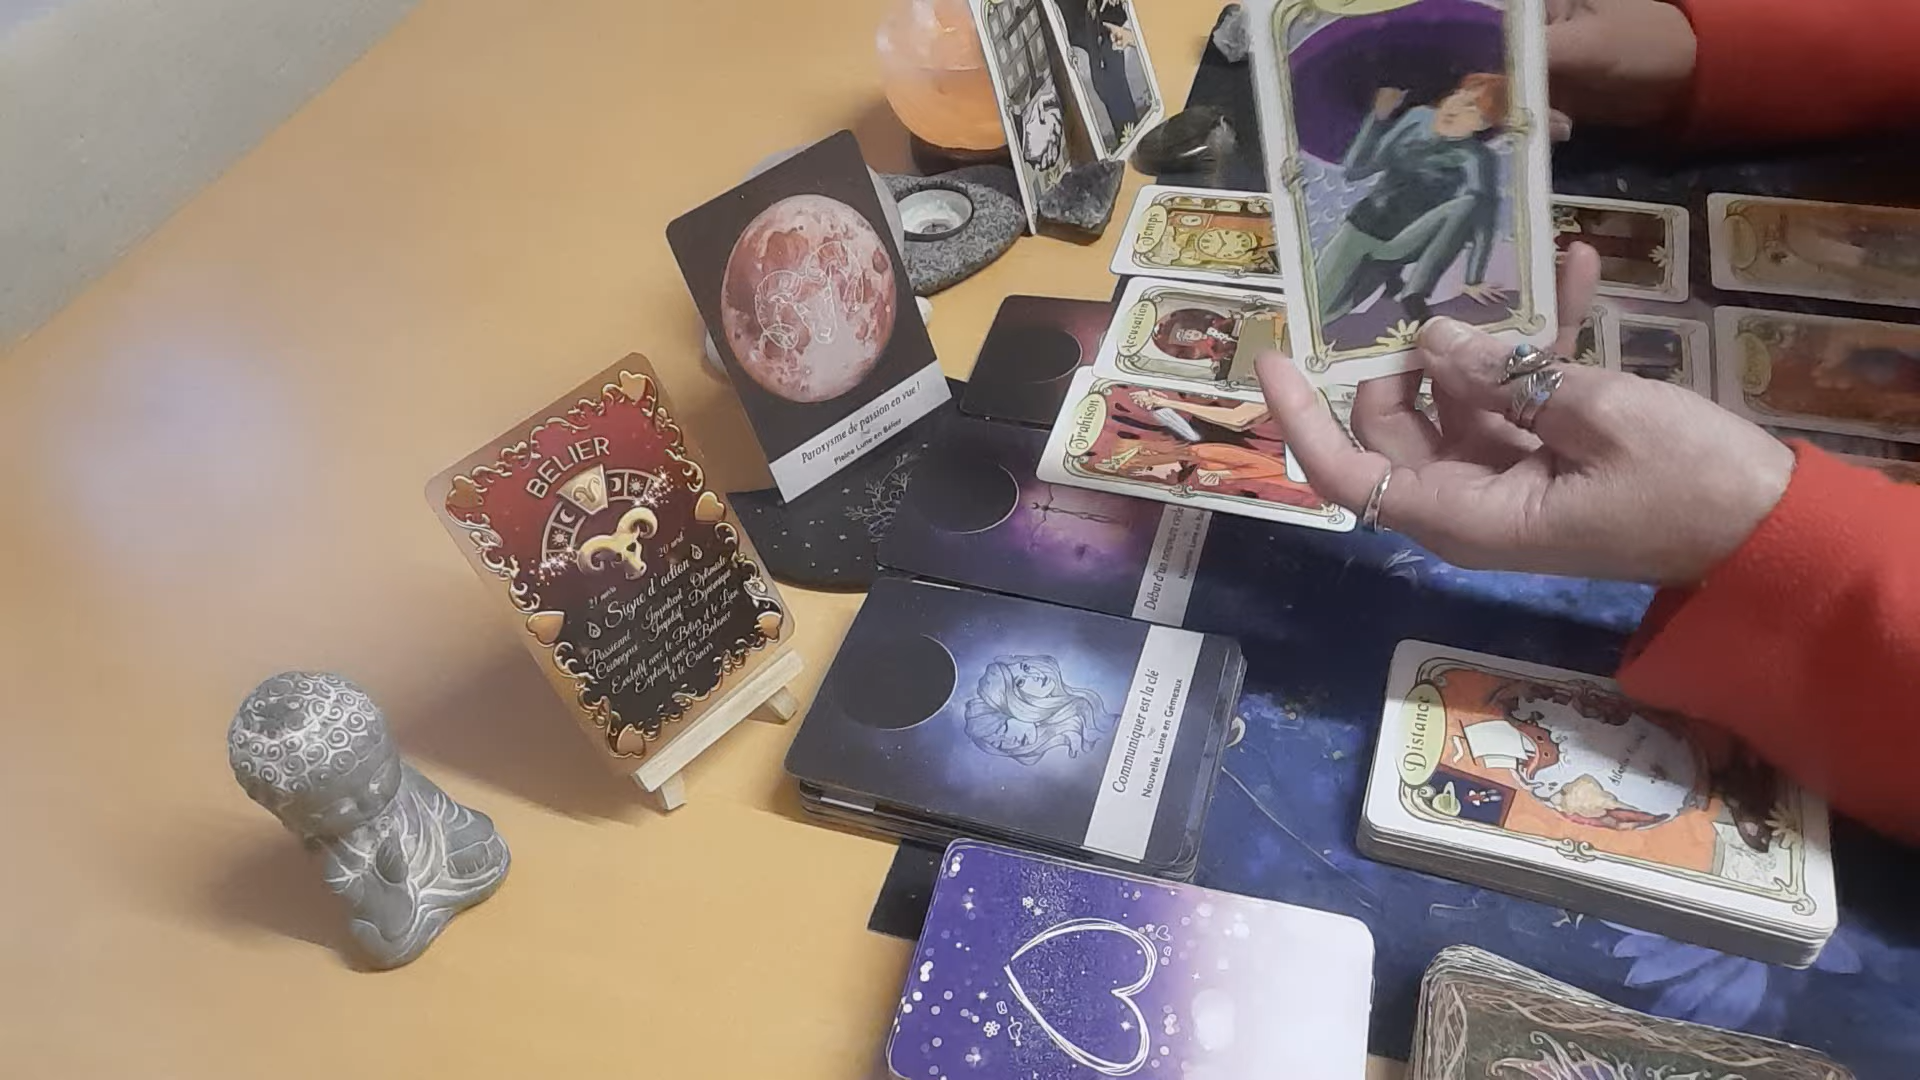 Temps
Accusation
Trahison
32
Paroxysme de passion en vue !
Pleine Lune en Bélier
BÉLIER
21 mars
20 avril
Signe d'action
Passionné Impatient Optimiste
Courageux Impulsif - Dynamique
Évolutif avec le Bélier et le Lion
Explosif avec la Balance
et le Cancer
Début d'un nouveau cycle
Nouvelle Lune en
Communiquer est la clé
Nouvelle Lune en Gémeaux
Distance